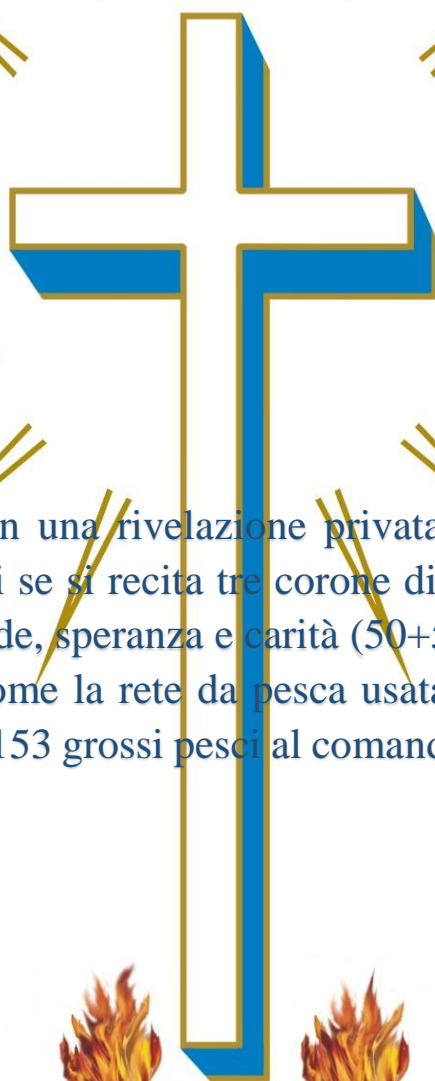 n una rivelazione privata
i se si recita tre corone di
de, speranza e carità (50+
ome la rete da pesca usata
153 grossi pesci al comand